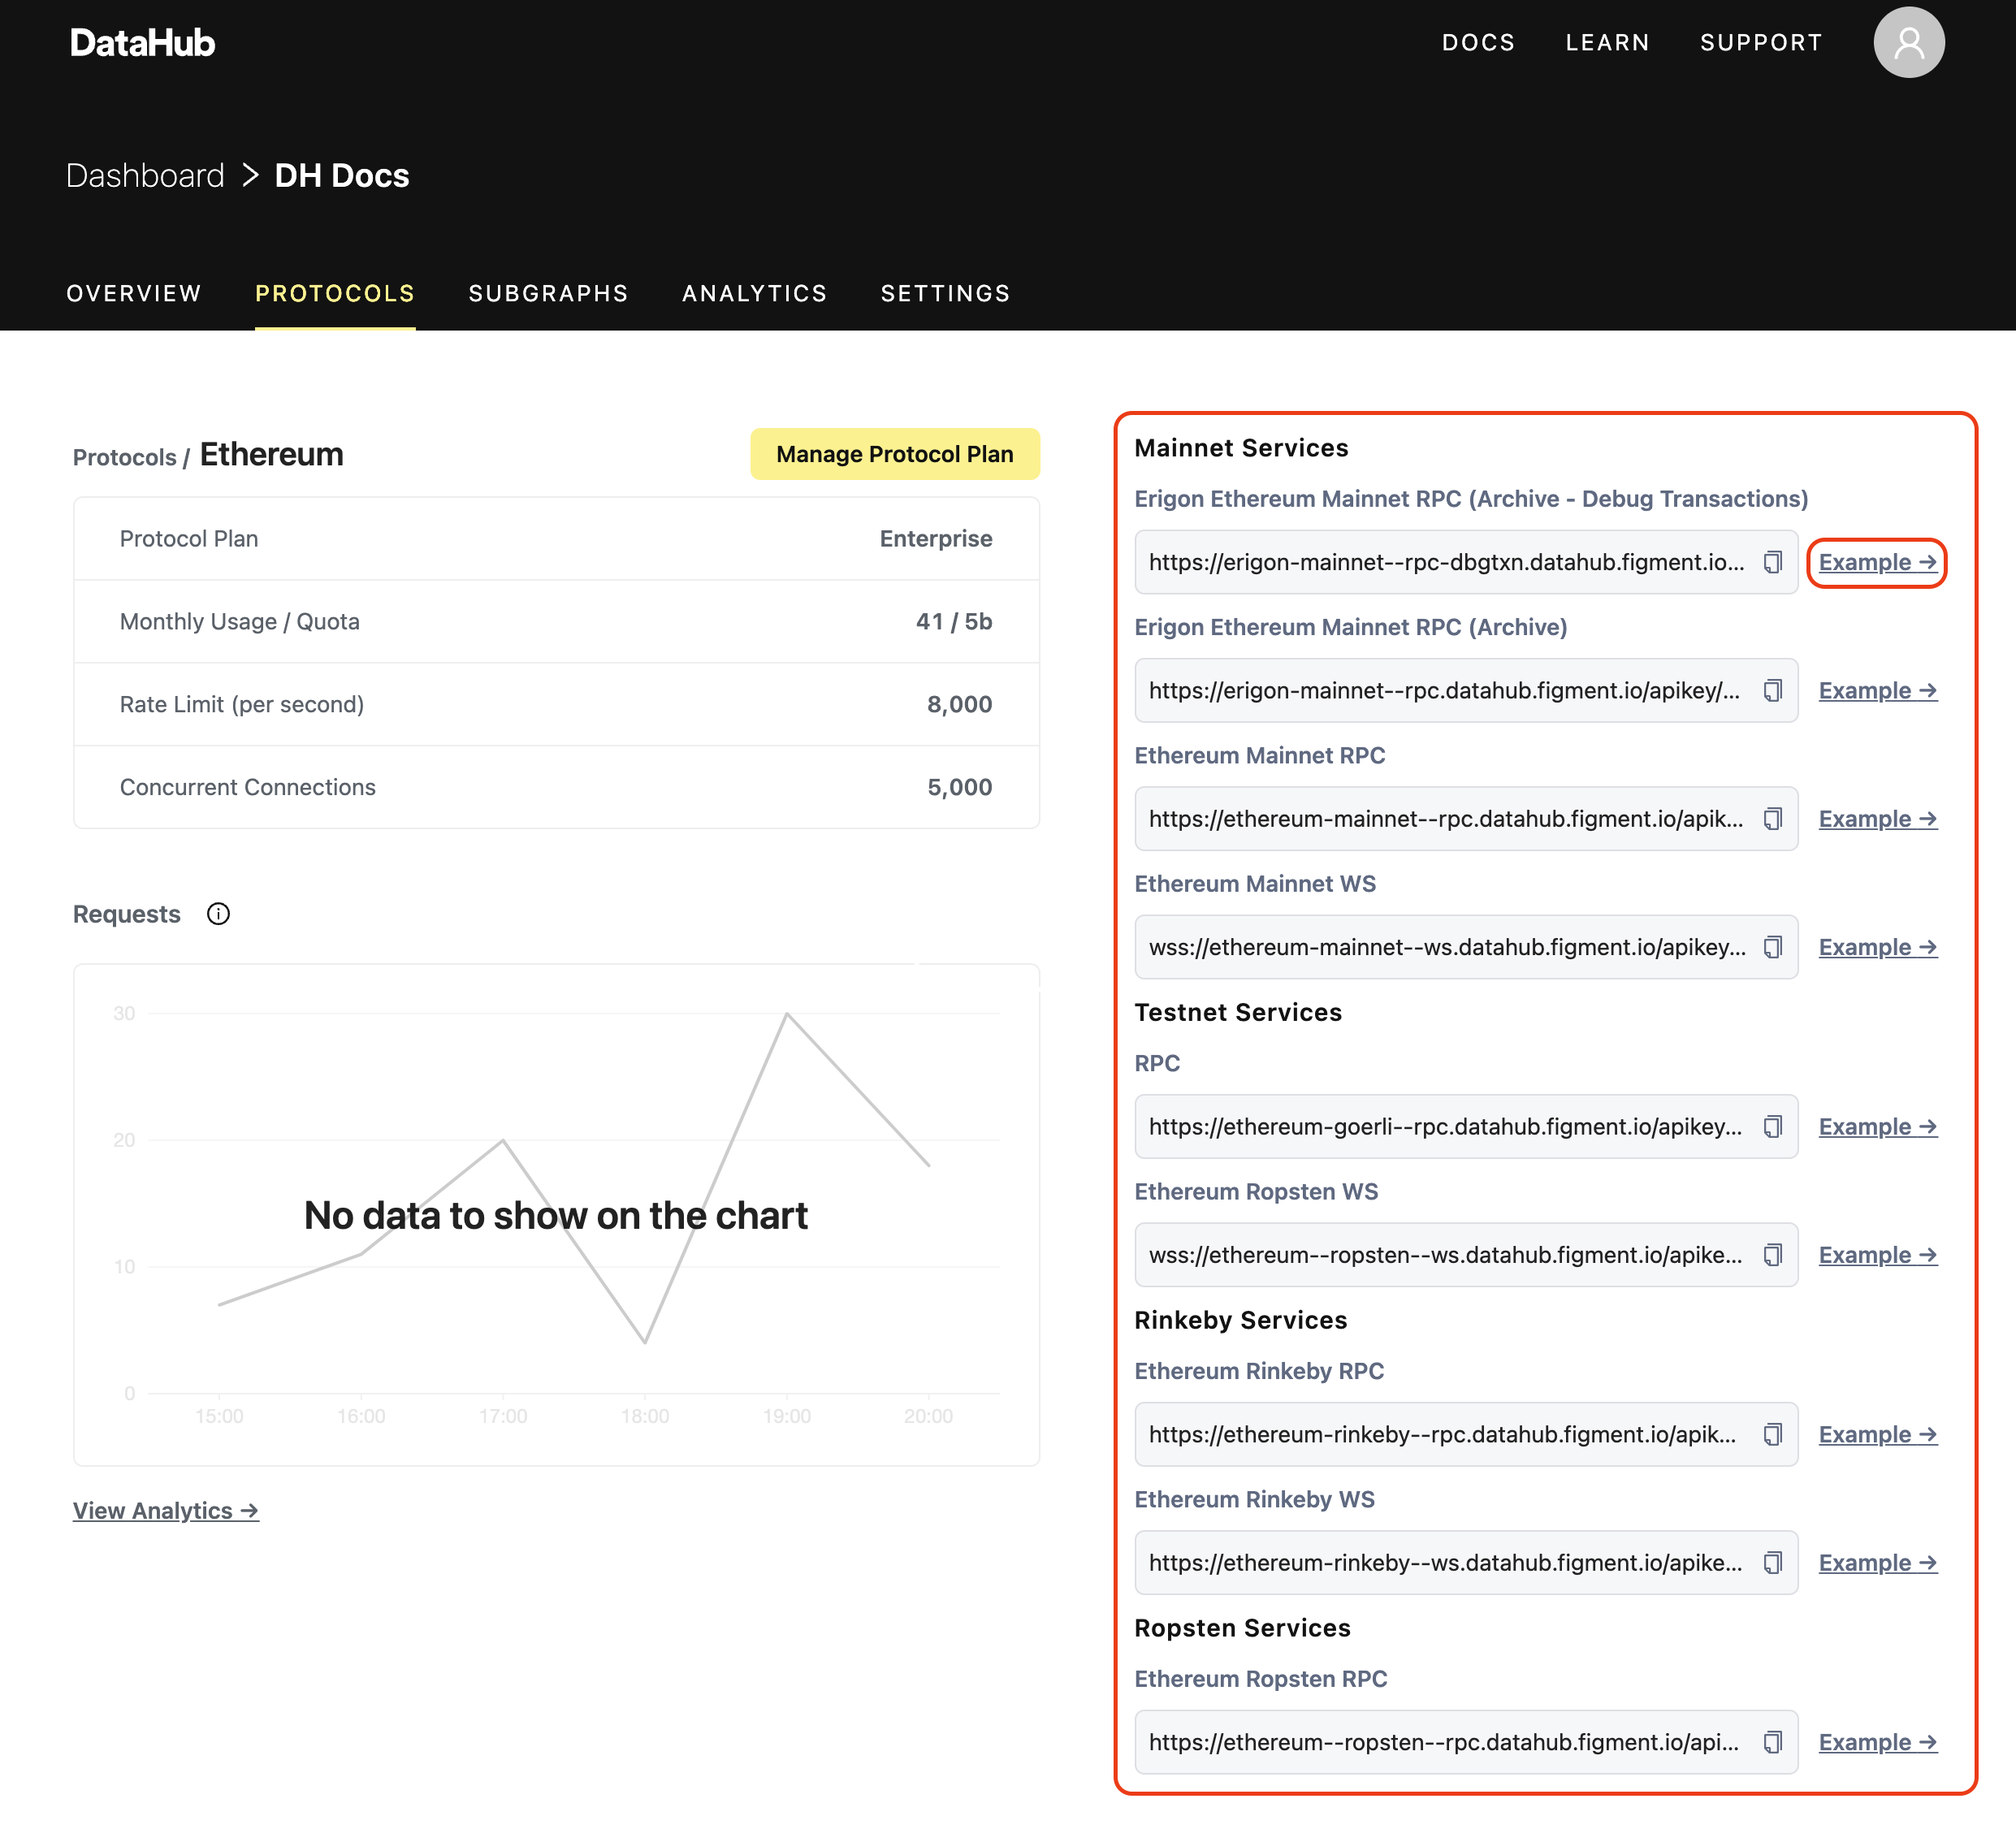 DataHub
DOCS LEARN SUPPORT
Dashboard > DH Docs
OVERVIEW PROTOCOLS SUBGRAPHS ANALYTICS SETTINGS
Protocols / Ethereum
Manage Protocol Plan
Protocol Plan Enterprise
Monthly Usage / Quota 41 / 5b
Rate Limit (per second) 8,000
Concurrent Connections 5,000
Requests
30
20
10
0
15:00 16:00 17:00 18:00 19:00 20:00
No data to show on the chart
View Analytics →
Mainnet Services
Erigon Ethereum Mainnet RPC (Archive - Debug Transactions)
https://erigon-mainnet--rpc-dbgtxn.datahub.figment.io... Example →
Erigon Ethereum Mainnet RPC (Archive)
https://erigon-mainnet--rpc.datahub.figment.io/apikey/... Example →
Ethereum Mainnet RPC
https://ethereum-mainnet--rpc.datahub.figment.io/apik... Example →
Ethereum Mainnet WS
wss://ethereum-mainnet--ws.datahub.figment.io/apikey... Example →
Testnet Services
RPC
https://ethereum-goerli--rpc.datahub.figment.io/apikey... Example →
Ethereum Ropsten WS
wss://ethereum--ropsten--ws.datahub.figment.io/apike... Example →
Rinkeby Services
Ethereum Rinkeby RPC
https://ethereum-rinkeby--rpc.datahub.figment.io/apik... Example →
Ethereum Rinkeby WS
https://ethereum-rinkeby--ws.datahub.figment.io/apike... Example →
Ropsten Services
Ethereum Ropsten RPC
https://ethereum--ropsten--rpc.datahub.figment.io/api... Example →